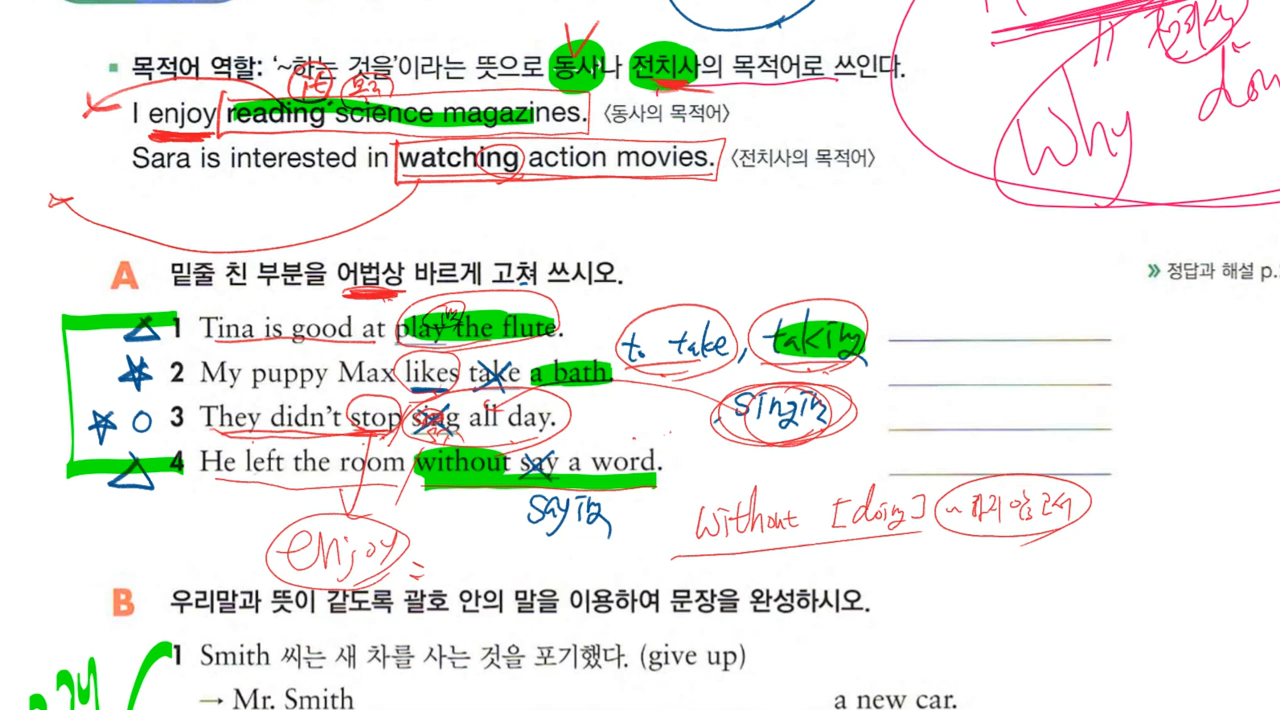 전치사
Why
▪ 목적어 역할: '~하는 것을'이라는 뜻으로 동사나 전치사의 목적어로 쓰인다.
목적
I enjoy reading science magazines. 〈동사의 목적어〉
Sara is interested in watching action movies. 〈전치사의 목적어〉
A 밑줄 친 부분을 어법상 바르게 고쳐 쓰시오.
» 정답과 해설 p.
△ 1 Tina is good at play the flute.
ing
to take, taking
☆ 2 My puppy Max likes take a bath.
☆ ○ 3 They didn't stop sing all day.
singing
△ 4 He left the room without say a word.
saying
without [doing] ~하지 않고서
enjoy
B 우리말과 뜻이 같도록 괄호 안의 말을 이용하여 문장을 완성하시오.
1 Smith 씨는 새 차를 사는 것을 포기했다. (give up)
→ Mr. Smith a new car.